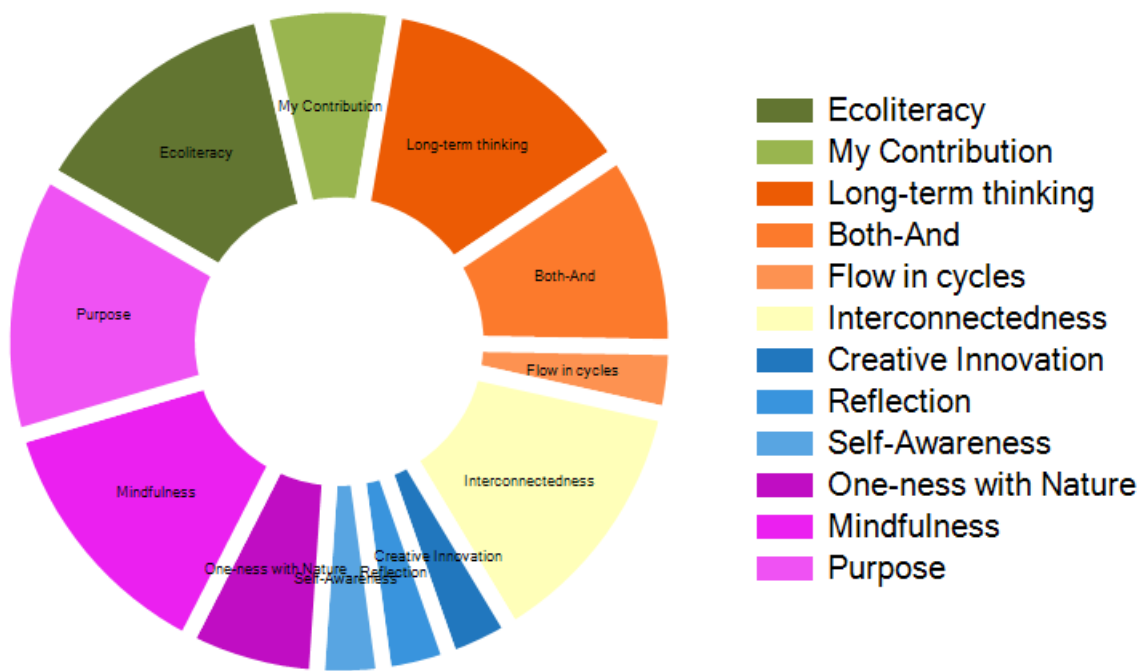 My Contribution
Ecoliteracy
Long-term thinking
Both-And
Purpose
Flow in cycles
Interconnectedness
Mindfulness
Creative Innovation
One-ness with Nature
Reflection
Self-Awareness
Ecoliteracy
My Contribution
Long-term thinking
Both-And
Flow in cycles
Interconnectedness
Creative Innovation
Reflection
Self-Awareness
One-ness with Nature
Mindfulness
Purpose